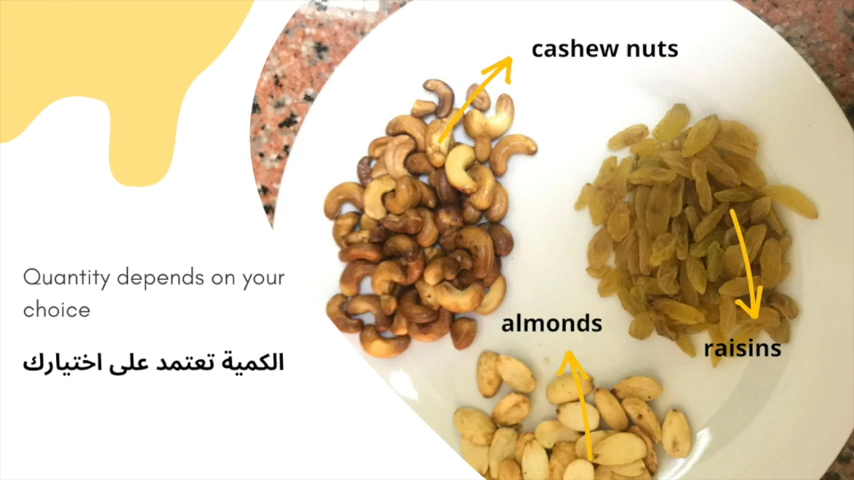 cashew nuts
Quantity depends on your
choice
almonds
raisins
الكمية تعتمد على اختيارك